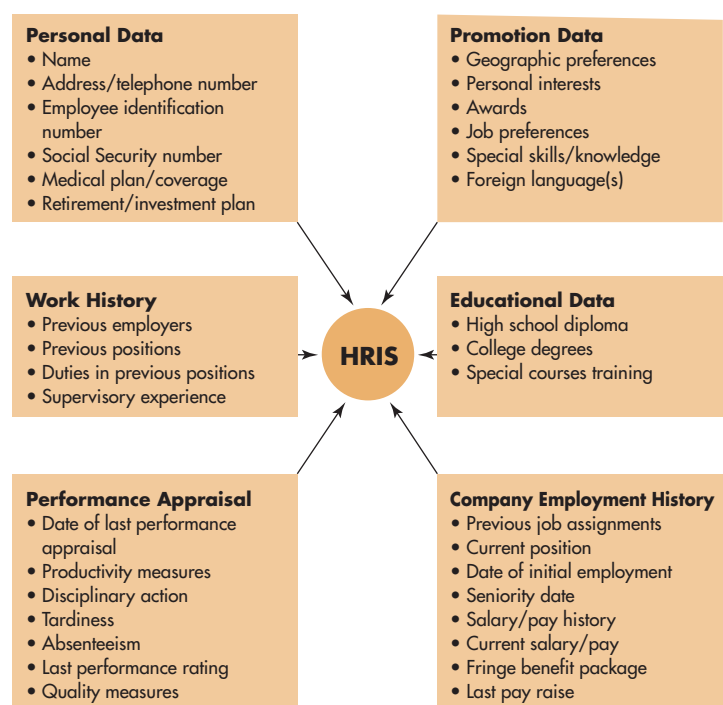 Personal Data
• Name
• Address/telephone number
• Employee identification
number
• Social Security number
• Medical plan/coverage
• Retirement/investment plan
Promotion Data
• Geographic preferences
• Personal interests
• Awards
• Job preferences
• Special skills/knowledge
• Foreign language(s)
Work History
• Previous employers
• Previous positions
• Duties in previous positions
• Supervisory experience
HRIS
Educational Data
• High school diploma
• College degrees
• Special courses training
Performance Appraisal
• Date of last performance
appraisal
• Productivity measures
• Disciplinary action
• Tardiness
• Absenteeism
• Last performance rating
• Quality measures
Company Employment History
• Previous job assignments
• Current position
• Date of initial employment
• Seniority date
• Salary/pay history
• Current salary/pay
• Fringe benefit package
• Last pay raise